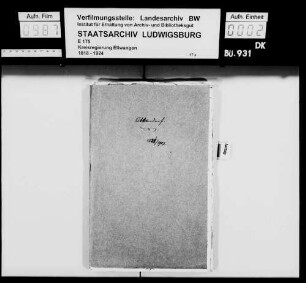 Aufn. Film
0987
Verfilmungsstelle: Landesarchiv BW
Institut für Erhaltung von Archiv- und Bibliotheksgut
STAATSARCHIV LUDWIGSBURG
E 175
Kreisregierung Ellwangen
1818 - 1924
Aufn. Einheit
0002
DK
Bü. 931